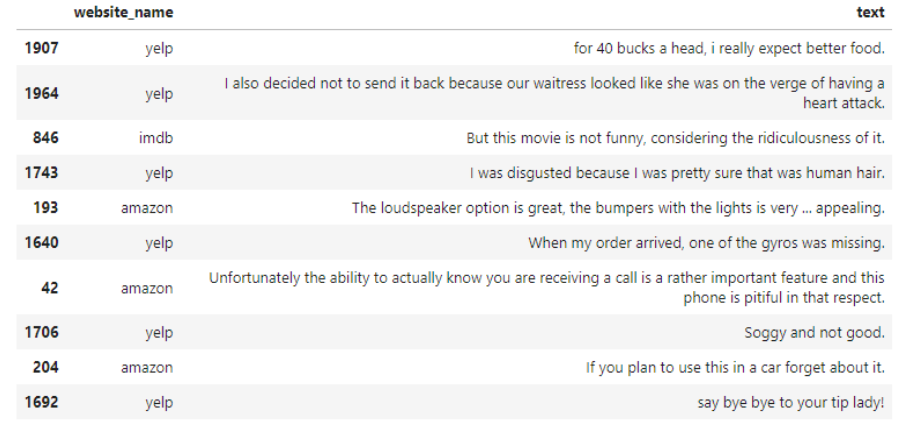 website_name text
1907 yelp for 40 bucks a head, i really expect better food.
1964 yelp I also decided not to send it back because our waitress looked like she was on the verge of having a
heart attack.
846 imdb But this movie is not funny, considering the ridiculousness of it.
1743 yelp I was disgusted because I was pretty sure that was human hair.
193 amazon The loudspeaker option is great, the bumpers with the lights is very ... appealing.
1640 yelp When my order arrived, one of the gyros was missing.
42 amazon Unfortunately the ability to actually know you are receiving a call is a rather important feature and this
phone is pitiful in that respect.
1706 yelp Soggy and not good.
204 amazon If you plan to use this in a car forget about it.
1692 yelp say bye bye to your tip lady!